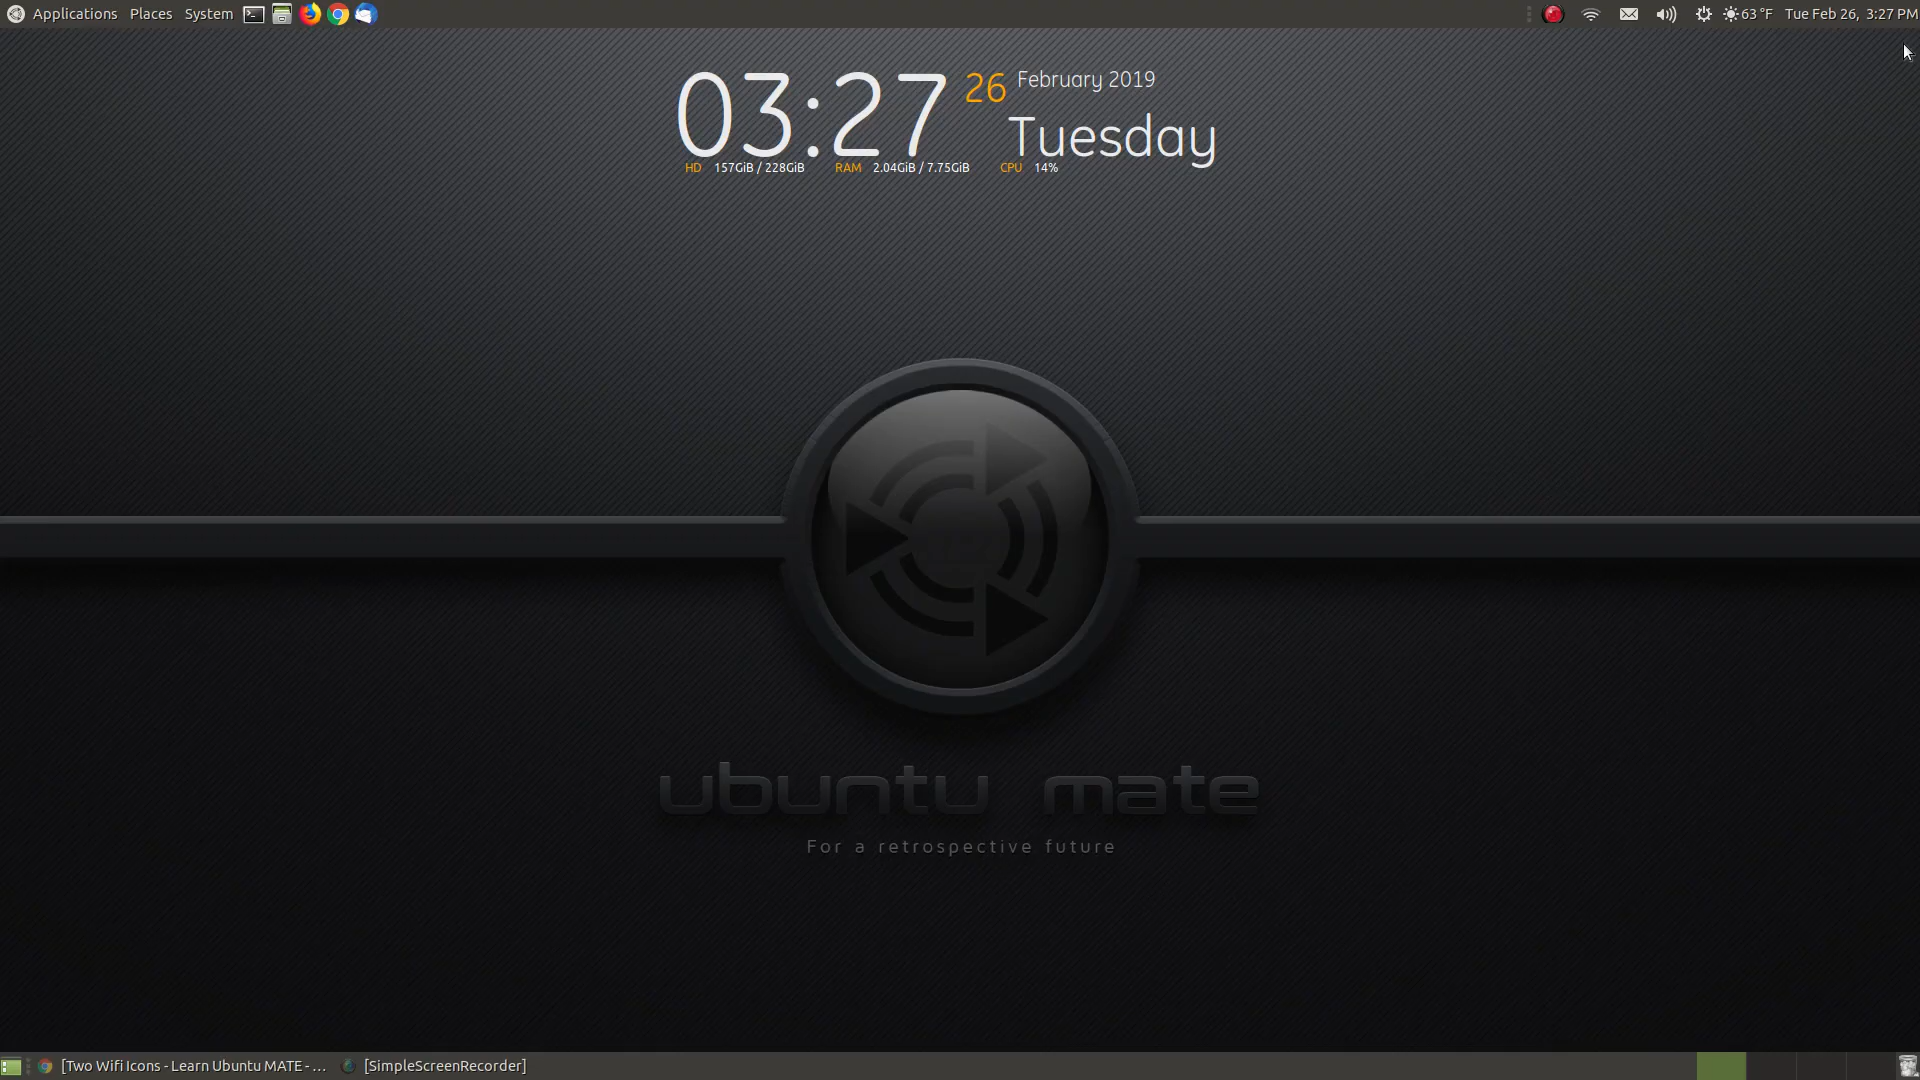 Applications Places System 63 °F Tue Feb 26, 3:27 PM
03:27 26 February 2019
Tuesday
HD 157GiB / 228GiB RAM 2.04GiB / 7.75GiB CPU 14%
ubuntu mate
For a retrospective future
[Two Wifi Icons - Learn Ubuntu MATE - ... [SimpleScreenRecorder]